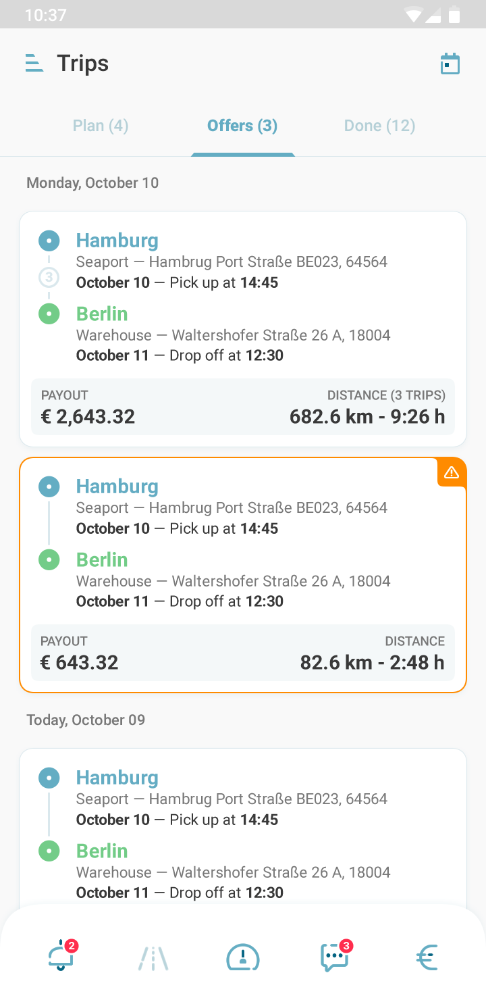 10:37
Trips
Plan (4)
Offers (3)
Done (12)
Monday, October 10
Hamburg
Seaport — Hambrug Port Straße BE023, 64564
3
October 10 — Pick up at 14:45
Berlin
Warehouse — Waltershofer Straße 26 A, 18004
October 11 — Drop off at 12:30
PAYOUT
DISTANCE (3 TRIPS)
€ 2,643.32
682.6 km - 9:26 h
Hamburg
Seaport — Hambrug Port Straße BE023, 64564
October 10 — Pick up at 14:45
Berlin
Warehouse — Waltershofer Straße 26 A, 18004
October 11 — Drop off at 12:30
PAYOUT
DISTANCE
€ 643.32
82.6 km - 2:48 h
Today, October 09
Hamburg
Seaport — Hambrug Port Straße BE023, 64564
October 10 — Pick up at 14:45
Berlin
Warehouse — Waltershofer Straße 26 A, 18004
October 11 — Drop off at 12:30
2
3
€